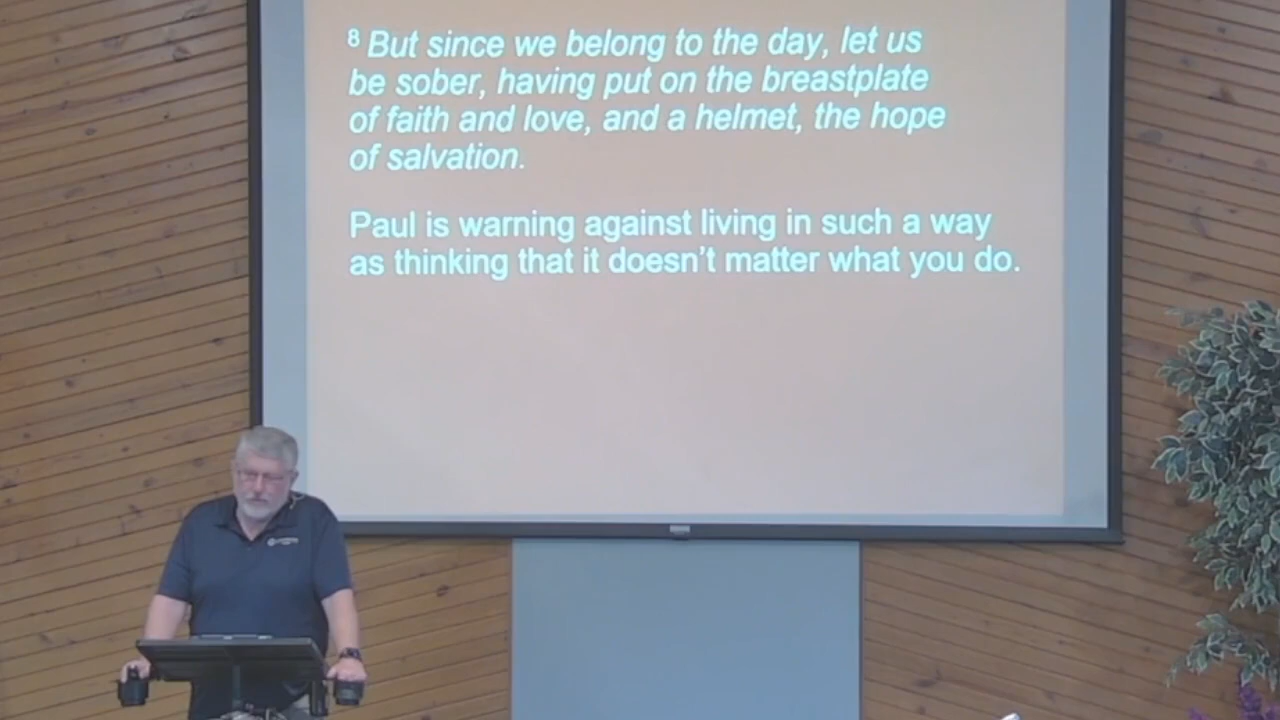 ⁸ But since we belong to the day, let us
be sober, having put on the breastplate
of faith and love, and a helmet, the hope
of salvation.
Paul is warning against living in such a way
as thinking that it doesn't matter what you do.